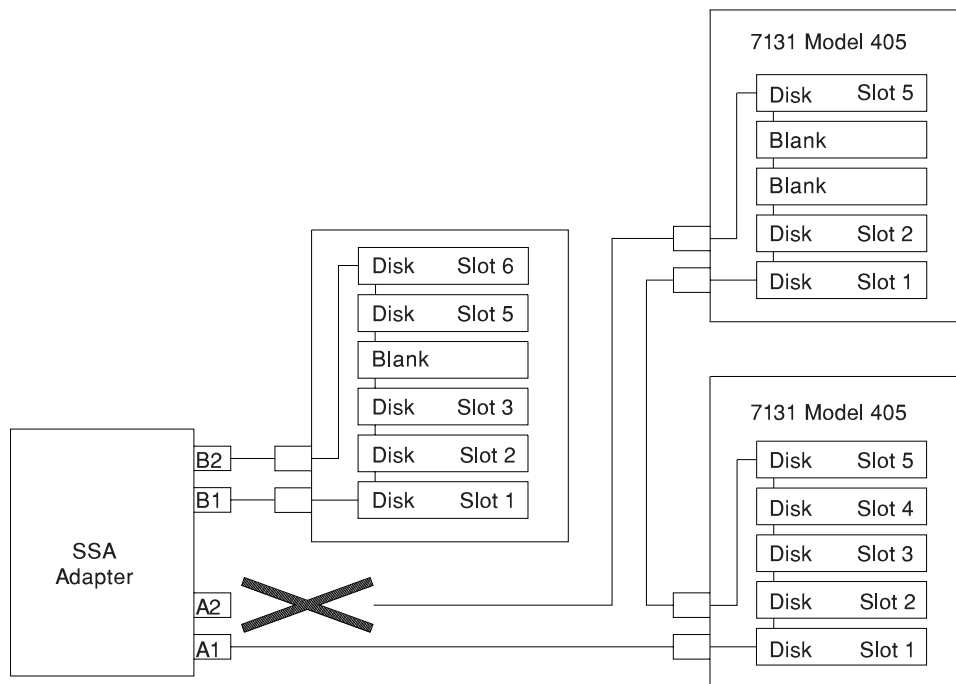 7131 Model 405
Disk Slot 5
Blank
Blank
Disk Slot 2
Disk Slot 1
Disk Slot 6
Disk Slot 5
Blank
Disk Slot 3
Disk Slot 2
Disk Slot 1
7131 Model 405
Disk Slot 5
Disk Slot 4
Disk Slot 3
Disk Slot 2
Disk Slot 1
SSA
Adapter
B2
B1
A2
A1